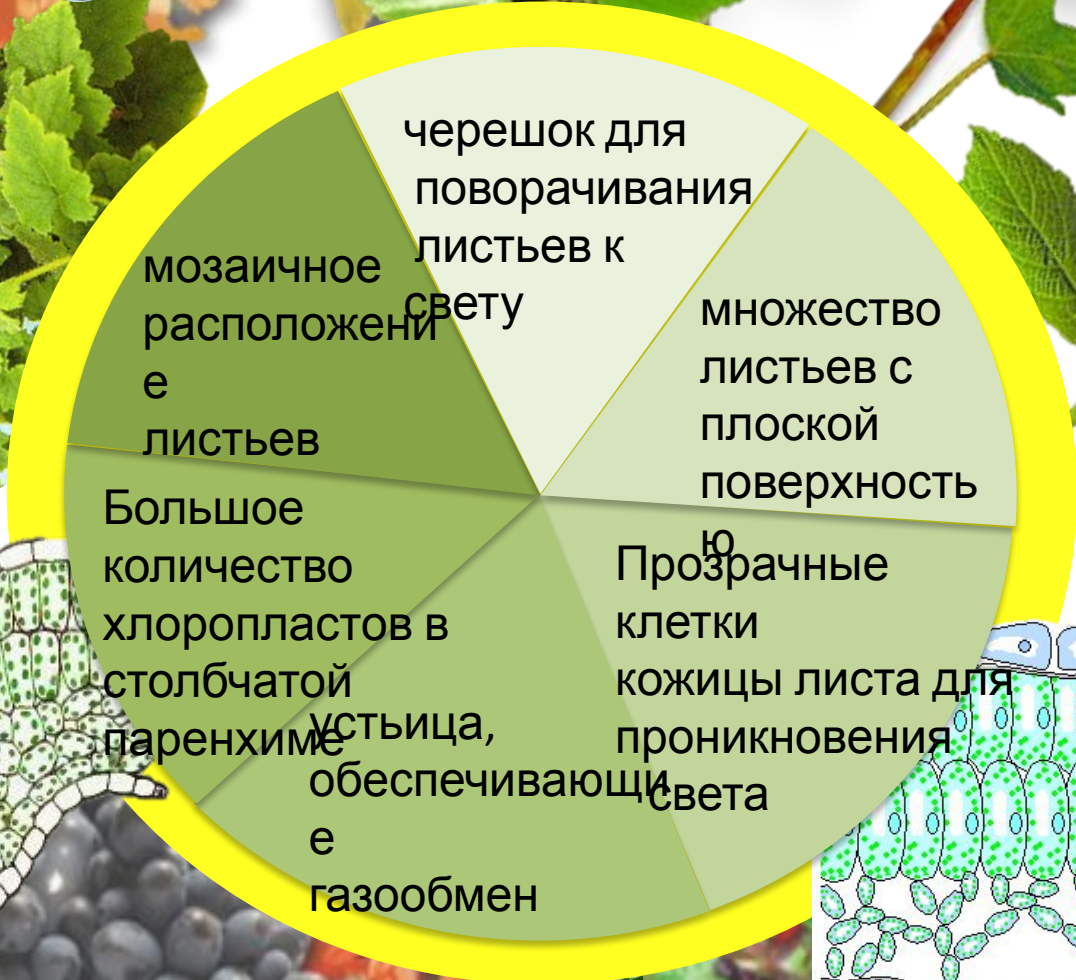 черешок для
поворачивания
листьев к
свету
множество
листьев с
плоской
поверхность
ю
Прозрачные
клетки
кожицы листа для
проникновения
света
устьица,
обеспечивающи
е
газообмен
Большое
количество
хлоропластов в
столбчатой
паренхиме
мозаичное
расположени
е
листьев